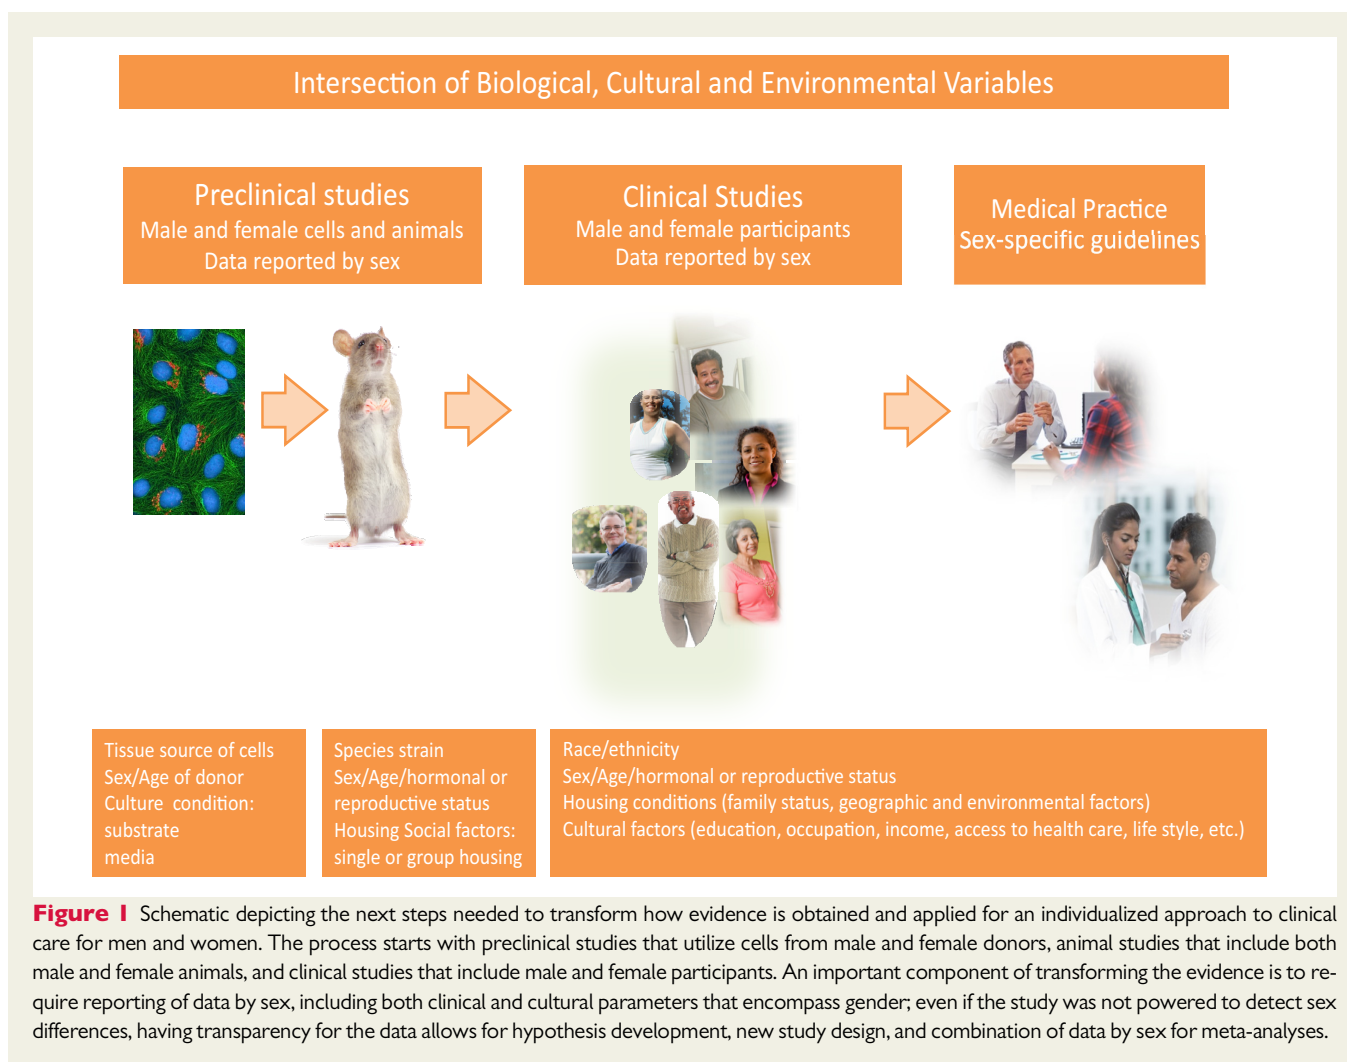 Intersection of Biological, Cultural and Environmental Variables
Preclinical studies
Male and female cells and animals
Data reported by sex
Clinical Studies
Male and female participants
Data reported by sex
Medical Practice
Sex-specific guidelines
Tissue source of cells
Sex/Age of donor
Culture condition:
substrate
media
Species strain
Sex/Age/hormonal or
reproductive status
Housing Social factors:
single or group housing
Race/ethnicity
Sex/Age/hormonal or reproductive status
Housing conditions (family status, geographic and environmental factors)
Cultural factors (education, occupation, income, access to health care, life style, etc.)
Figure 1 Schematic depicting the next steps needed to transform how evidence is obtained and applied for an individualized approach to clinical
care for men and women. The process starts with preclinical studies that utilize cells from male and female donors, animal studies that include both
male and female animals, and clinical studies that include male and female participants. An important component of transforming the evidence is to re-
quire reporting of data by sex, including both clinical and cultural parameters that encompass gender; even if the study was not powered to detect sex
differences, having transparency for the data allows for hypothesis development, new study design, and combination of data by sex for meta-analyses.